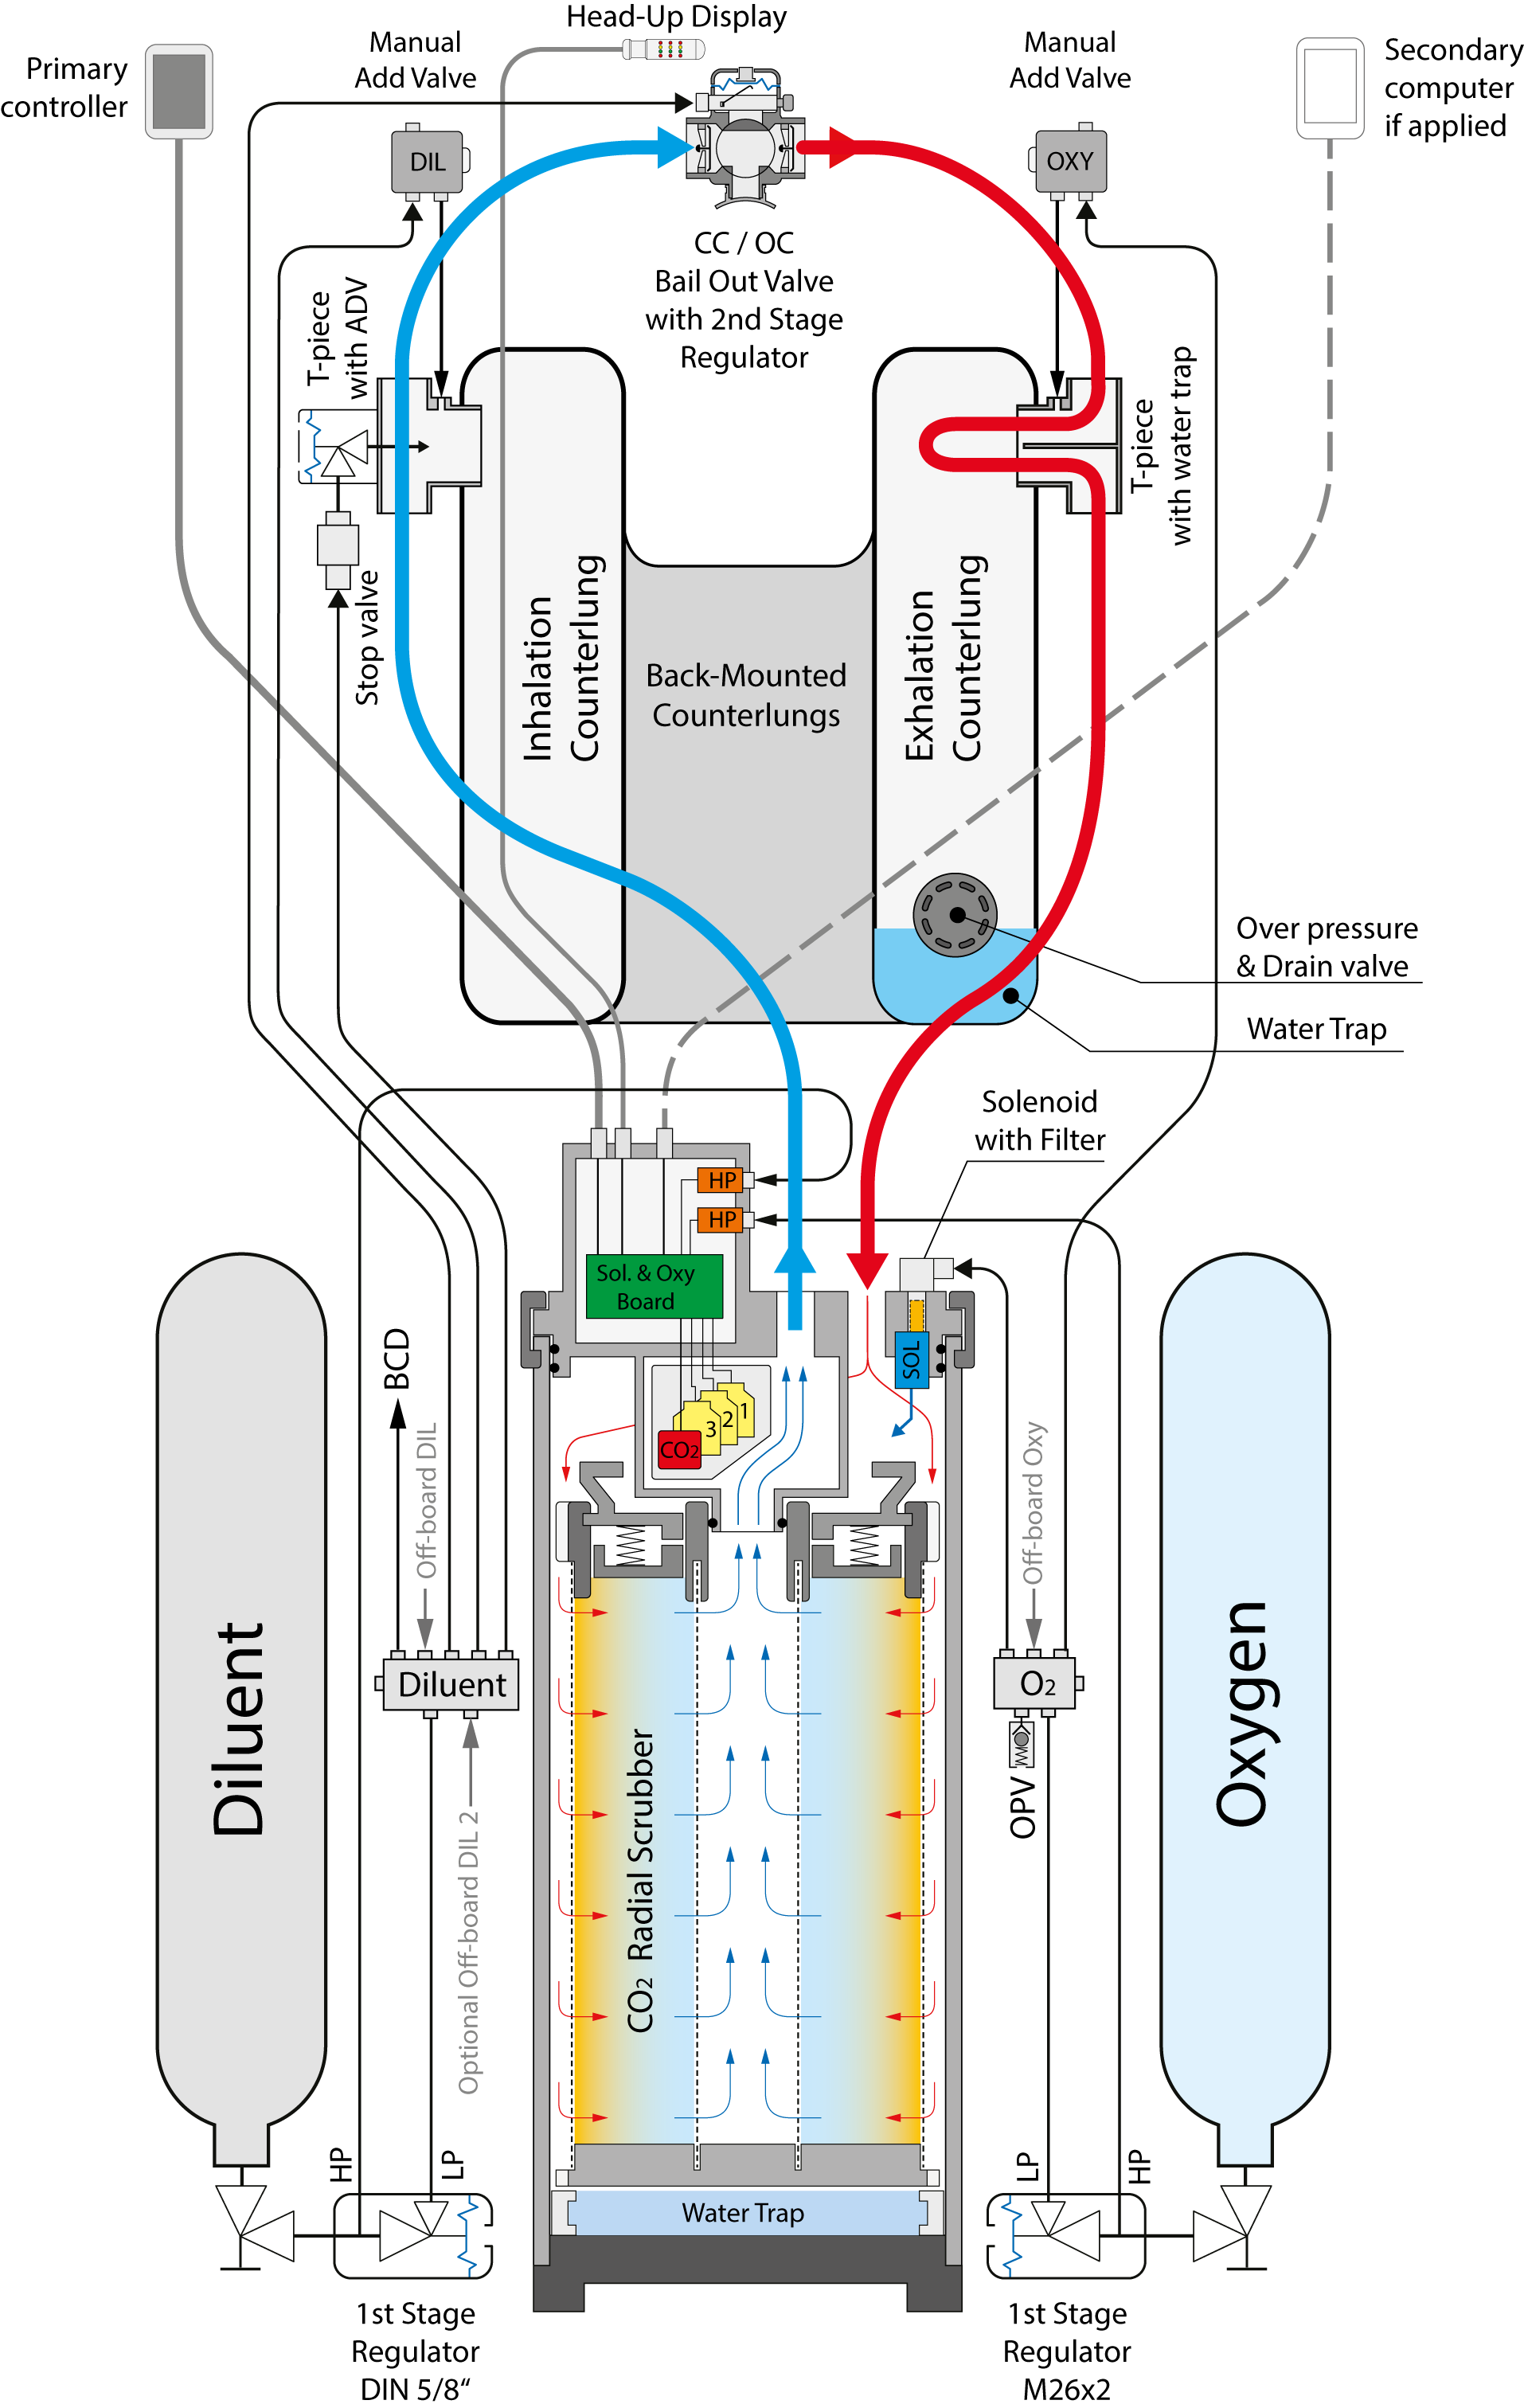 Head-Up Display
Primary
controller
Manual
Add Valve
Manual
Add Valve
Secondary
computer
if applied
DIL
OXY
CC / OC
Bail Out Valve
with 2nd Stage
Regulator
T-piece
with ADV
T-piece
with water trap
Stop valve
Inhalation
Counterlung
Back-Mounted
Counterlungs
Exhalation
Counterlung
Over pressure
& Drain valve
Water Trap
Solenoid
with Filter
HP
HP
Sol. & Oxy
Board
SOL
1
2
3
CO2
BCD
Off-board DIL
Off-board Oxy
Diluent
Diluent
O2
Oxygen
OPV
Optional Off-board DIL 2
CO2 Radial Scrubber
HP
LP
LP
HP
Water Trap
1st Stage
Regulator
DIN 5/8“
1st Stage
Regulator
M26x2